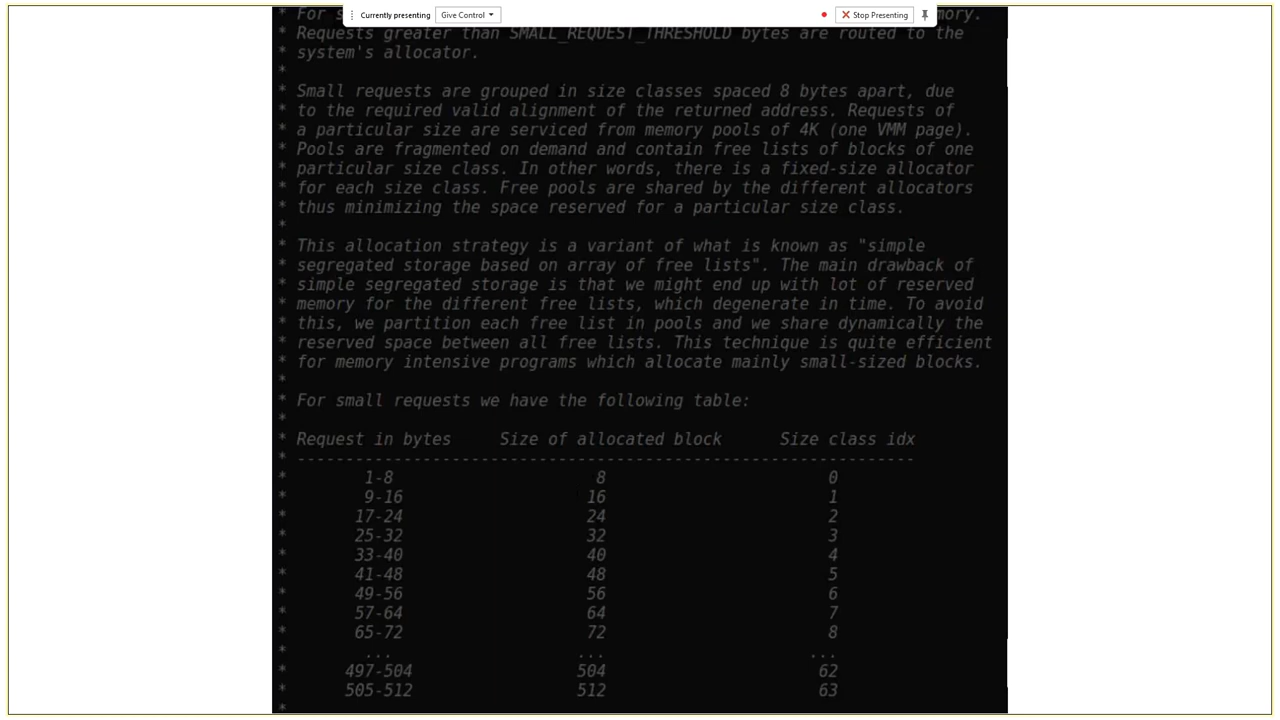 Currently presenting Give Control Stop Presenting
* For s mory.
* Requests greater than SMALL_REQUEST_THRESHOLD bytes are routed to the
* system's allocator.
*
* Small requests are grouped in size classes spaced 8 bytes apart, due
* to the required valid alignment of the returned address. Requests of
* a particular size are serviced from memory pools of 4K (one VMM page).
* Pools are fragmented on demand and contain free lists of blocks of one
* particular size class. In other words, there is a fixed-size allocator
* for each size class. Free pools are shared by the different allocators
* thus minimizing the space reserved for a particular size class.
*
* This allocation strategy is a variant of what is known as "simple
* segregated storage based on array of free lists". The main drawback of
* simple segregated storage is that we might end up with lot of reserved
* memory for the different free lists, which degenerate in time. To avoid
* this, we partition each free list in pools and we share dynamically the
* reserved space between all free lists. This technique is quite efficient
* for memory intensive programs which allocate mainly small-sized blocks.
*
* For small requests we have the following table:
*
* Request in bytes Size of allocated block Size class idx
* ----------------------------------------------------------------
* 1-8 8 0
* 9-16 16 1
* 17-24 24 2
* 25-32 32 3
* 33-40 40 4
* 41-48 48 5
* 49-56 56 6
* 57-64 64 7
* 65-72 72 8
* ... ... ...
* 497-504 504 62
* 505-512 512 63
*